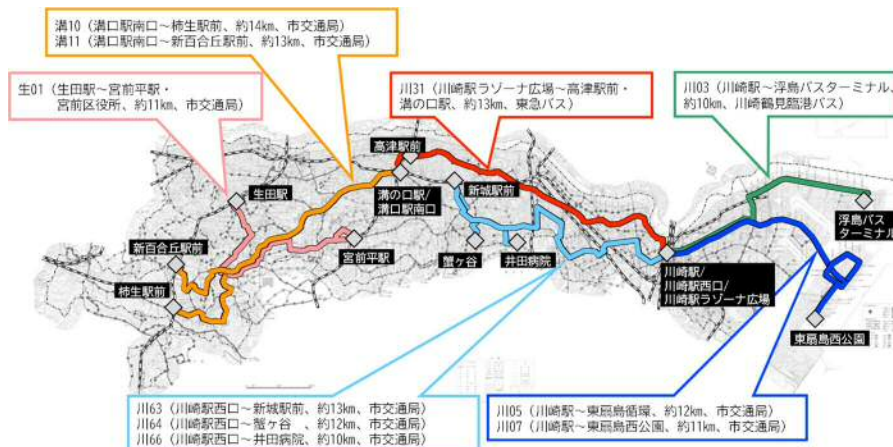 溝10（溝口駅南口～柿生駅前、約14km、市交通局）
溝11（溝口駅南口～新百合丘駅前、約13km、市交通局）
生01（生田駅～宮前平駅・
宮前区役所、約11km、市交通局）
川31（川崎駅ラゾーナ広場～高津駅前・
溝の口駅、約13km、東急バス）
川03（川崎駅～浮島バスターミナル、
約10km、川崎鶴見臨港バス）
高津駅前
生田駅
溝の口駅/
溝口駅南口
新城駅前
浮島バス
ターミナル
新百合丘駅前
宮前平駅
蟹ヶ谷
井田病院
川崎駅/
川崎駅西口/
川崎駅ラゾーナ広場
柿生駅前
東扇島西公園
川63（川崎駅西口～新城駅前、約13km、市交通局）
川64（川崎駅西口～蟹ヶ谷　、約12km、市交通局）
川66（川崎駅西口～井田病院、約10km、市交通局）
川05（川崎駅～東扇島循環、約12km、市交通局）
川07（川崎駅～東扇島西公園、約11km、市交通局）